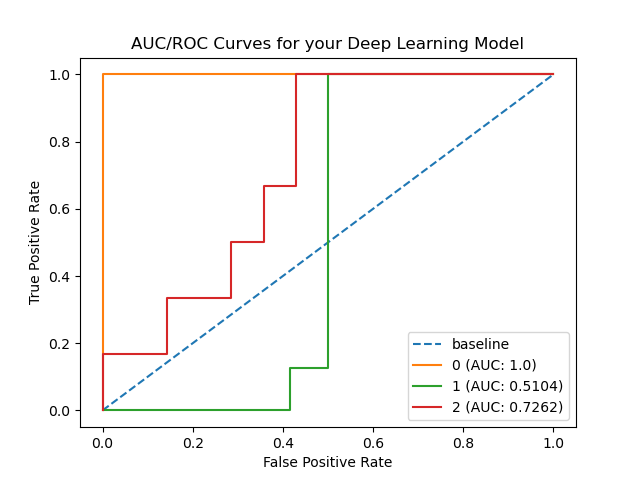 AUC/ROC Curves for your Deep Learning Model
1.0
0.8
0.6
0.4
0.2
0.0
True Positive Rate
baseline
0 (AUC: 1.0)
1 (AUC: 0.5104)
2 (AUC: 0.7262)
0.0 0.2 0.4 0.6 0.8 1.0
False Positive Rate